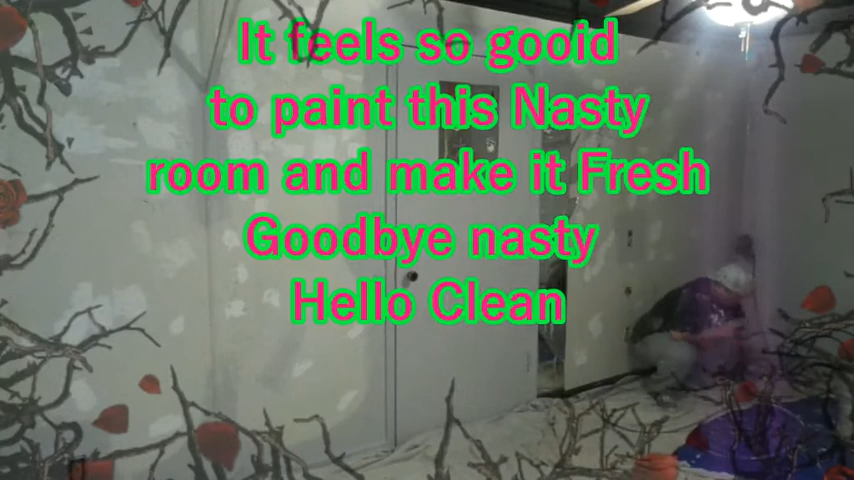 It feels so gooid
to paint this Nasty
room and make it Fresh
Goodbye nasty
Hello Clean